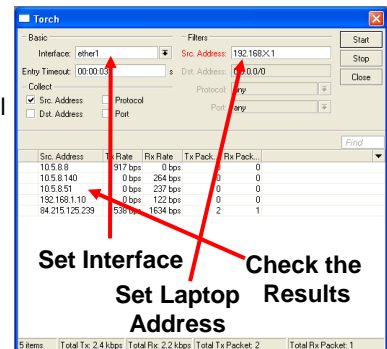 Torch
Basic
Interface: ether1
Entry Timeout: 00:00:03 s
Collect
Src. Address
Protocol
Dst. Address
Port
Filters
Src. Address: 192.168.X.1
Dst. Address: 0.0.0.0/0
Protocol: any
Port: any
Start
Stop
Close
Find
Src. Address Tx Rate Rx Rate Tx Pack... Rx Pack...
10.5.8.8 917 bps 0 bps 0 0
10.5.8.140 0 bps 264 bps 0 0
10.5.8.51 0 bps 237 bps 0 0
192.168.1.10 0 bps 122 bps 0 0
84.215.125.239 538 bps 1634 bps 2 1
Set Interface
Check the
Results
Set Laptop
Address
5 items Total Tx: 2.4 kbps Total Rx: 2.2 kbps Total Tx Packet: 2 Total Rx Packet: 1